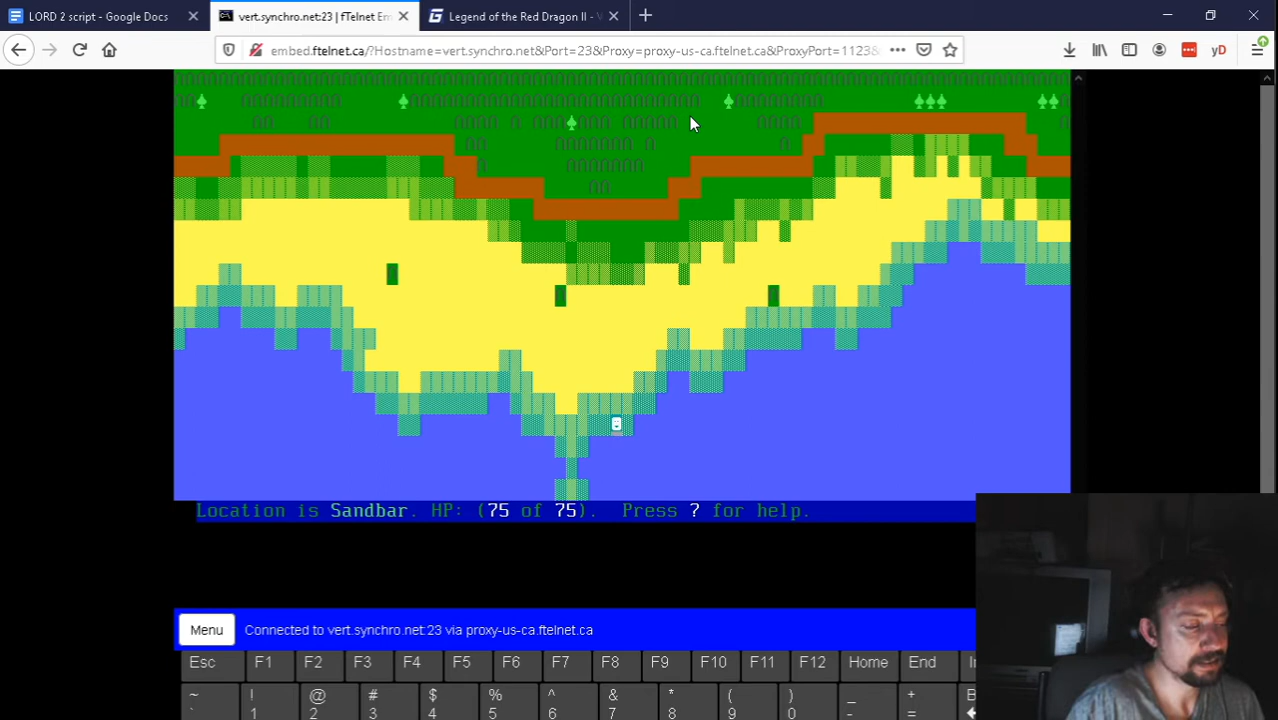 LORD 2 script - Google Docs
vert.synchro.net:23 | fTelnet Em
Legend of the Red Dragon II -
embed.ftelnet.ca/?Hostname=vert.synchro.net&Port=23&Proxy=proxy-us-ca.ftelnet.ca&ProxyPort=1123&
yD
Location is Sandbar. HP: (75 of 75). Press ? for help.
Menu Connected to vert.synchro.net:23 via proxy-us-ca.ftelnet.ca
Esc F1 F2 F3 F4 F5 F6 F7 F8 F9 F10 F11 F12 Home End
~ ! @ # $ % ^ & * ( ) _ + B
` 1 2 3 4 5 6 7 8 9 0 - =